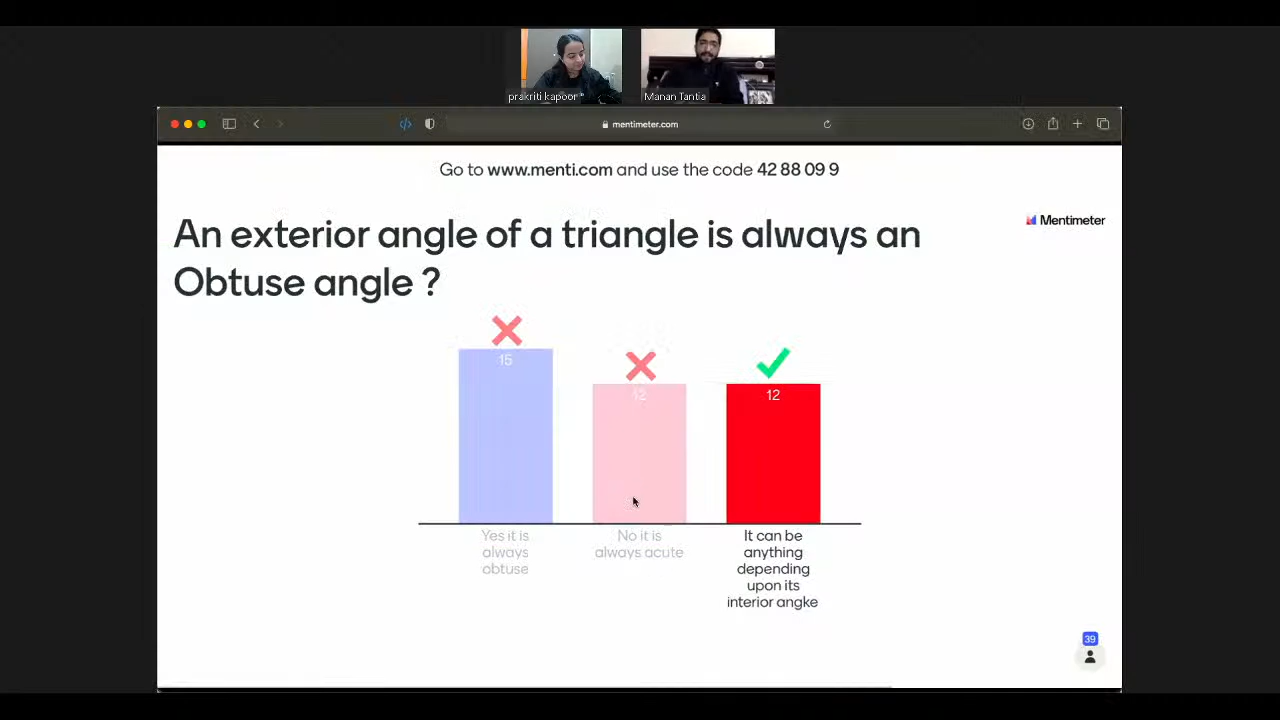 prakriti kapoor
Manan Tantia
mentimeter.com
Go to www.menti.com and use the code 42 88 09 9
Mentimeter
An exterior angle of a triangle is always an
Obtuse angle ?
15
12
12
Yes it is
always
obtuse
No it is
always acute
It can be
anything
depending
upon its
interior angke
39